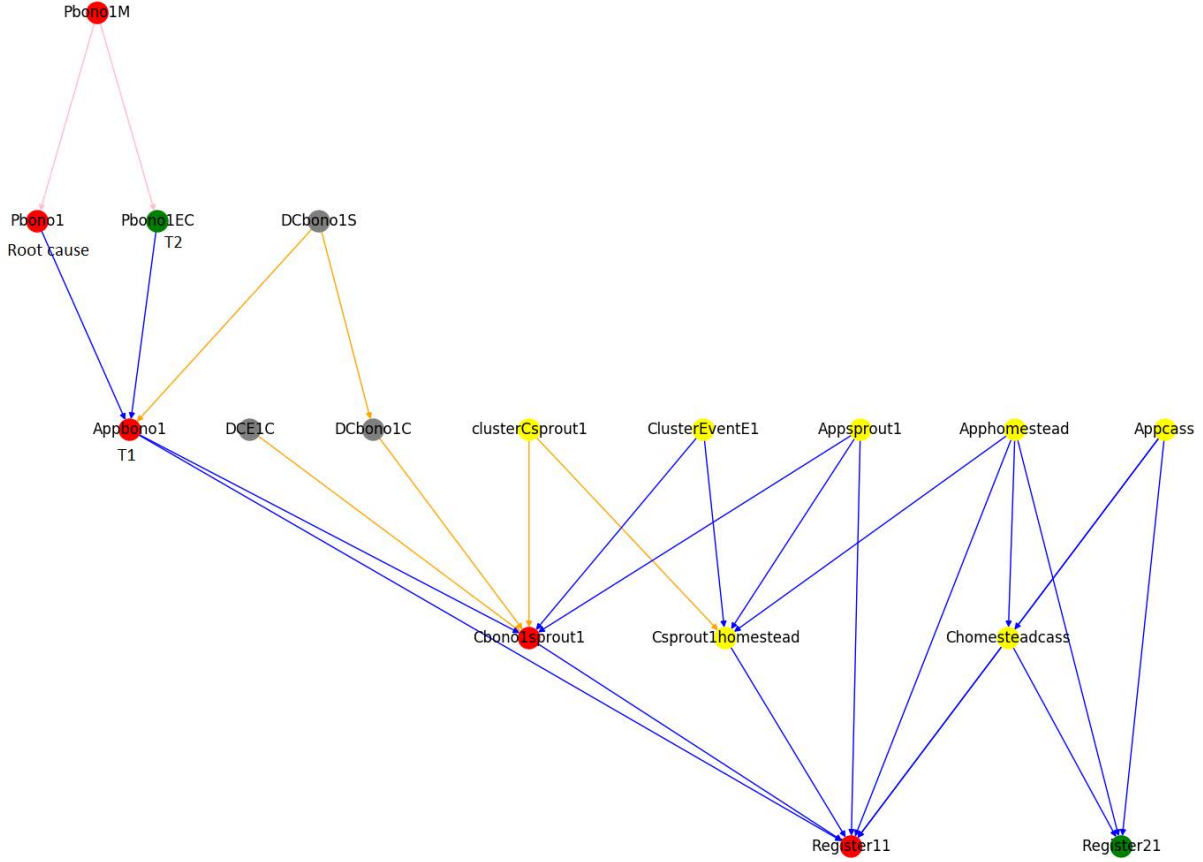 Pbono1M
Pbono1
Pbono1EC
DCbono1S
Root cause
T2
Appbono1
DCE1C
DCbono1C
clusterCsprout1
ClusterEventE1
Appsprout1
Apphomestead
Appcass
T1
Cbono1sprout1
Csprout1homestead
Chomesteadcass
Register11
Register21